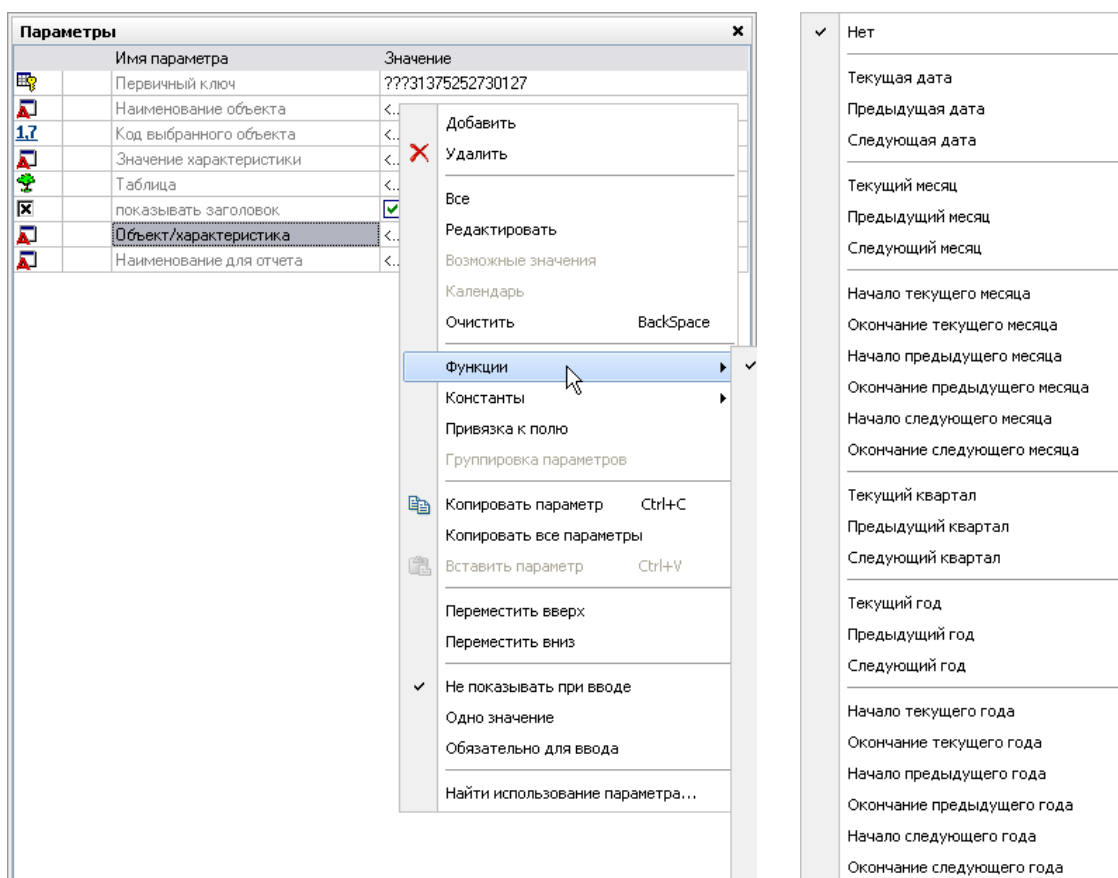 Параметры
Имя параметра Значение
Первичный ключ ???31375252730127
Наименование объекта <..
1,7 Код выбранного объекта <..
Значение характеристики <..
Таблица <..
показывать заголовок
Объект/характеристика <..
Наименование для отчета <..
Добавить
Удалить
Все
Редактировать
Возможные значения
Календарь
Очистить BackSpace
Функции
Константы
Привязка к полю
Группировка параметров
Копировать параметр Ctrl+C
Копировать все параметры
Вставить параметр Ctrl+V
Переместить вверх
Переместить вниз
Не показывать при вводе
Одно значение
Обязательно для ввода
Найти использование параметра...
Нет
Текущая дата
Предыдущая дата
Следующая дата
Текущий месяц
Предыдущий месяц
Следующий месяц
Начало текущего месяца
Окончание текущего месяца
Начало предыдущего месяца
Окончание предыдущего месяца
Начало следующего месяца
Окончание следующего месяца
Текущий квартал
Предыдущий квартал
Следующий квартал
Текущий год
Предыдущий год
Следующий год
Начало текущего года
Окончание текущего года
Начало предыдущего года
Окончание предыдущего года
Начало следующего года
Окончание следующего года